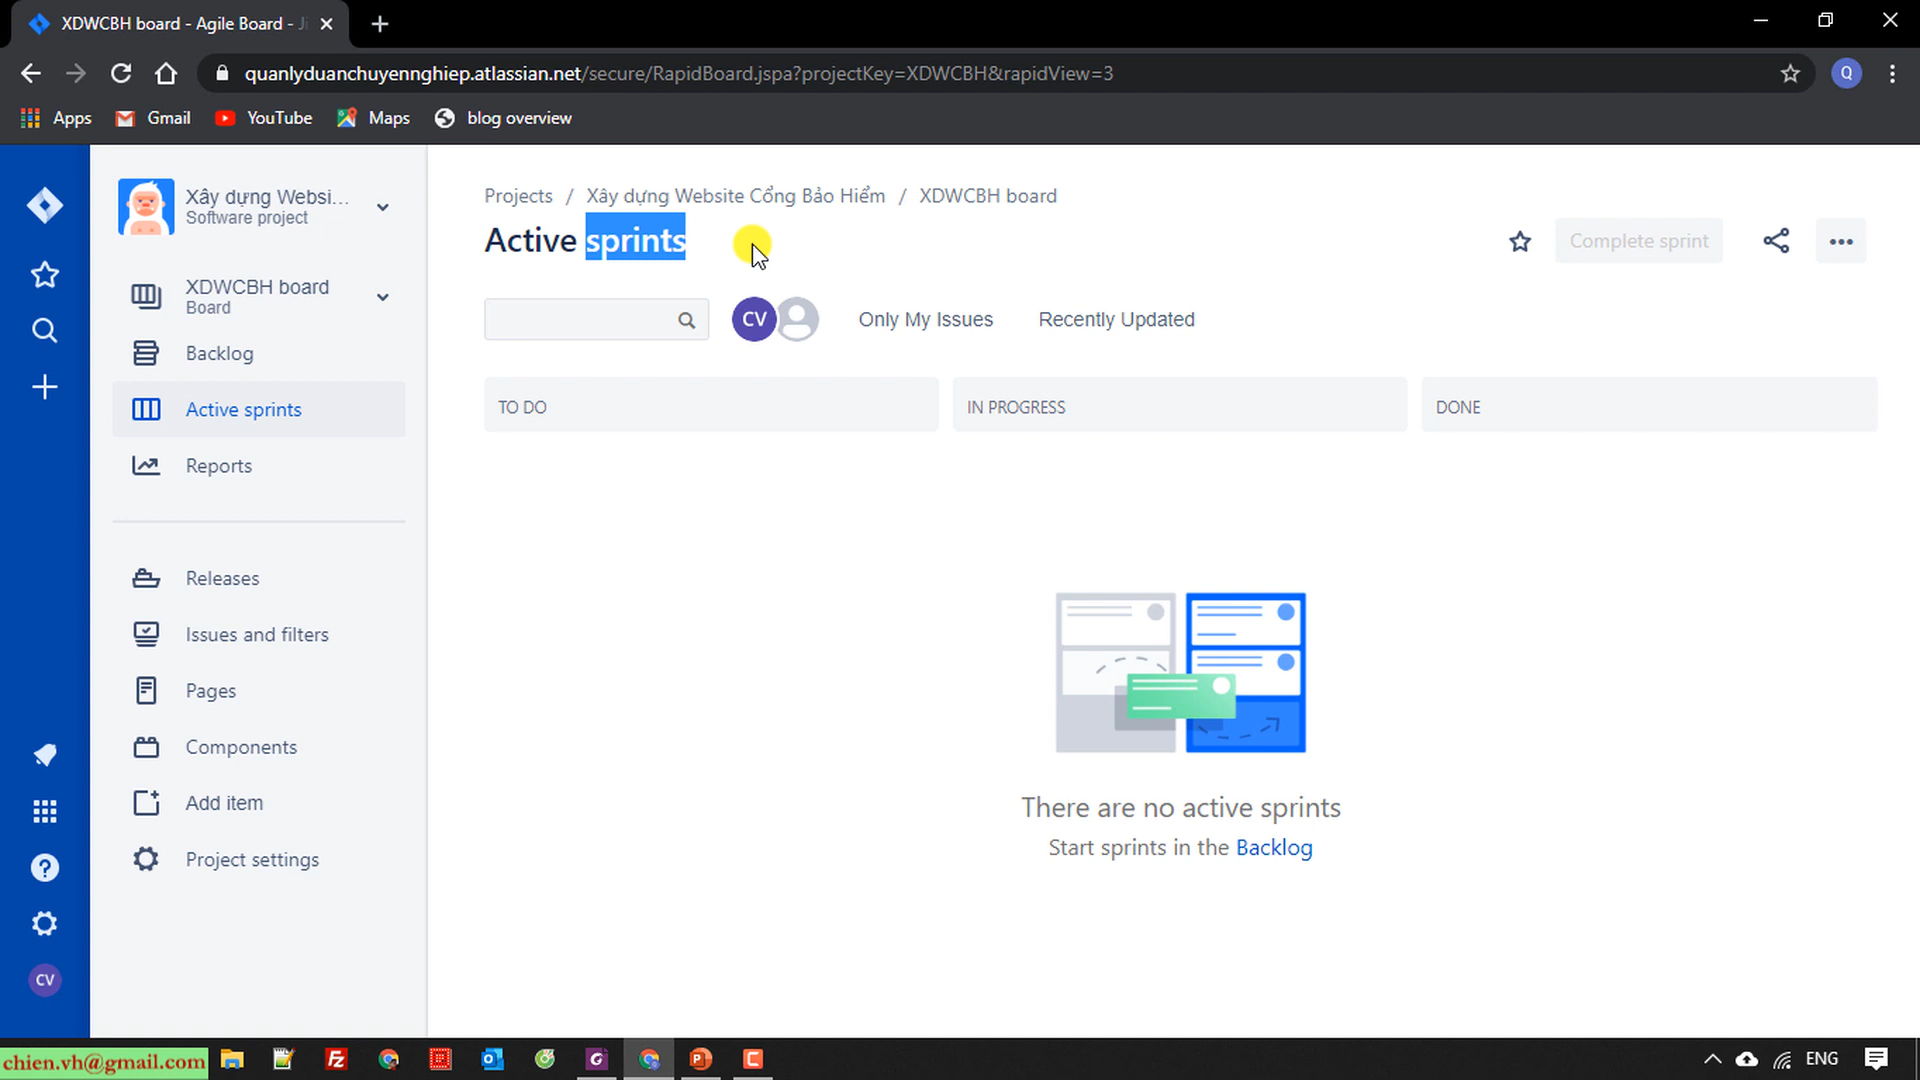 XDWCBH board - Agile Board - Ji
quanlyduanchuyennghiep.atlassian.net/secure/RapidBoard.jspa?projectKey=XDWCBH&rapidView=3
Q
Apps
Gmail
YouTube
Maps
blog overview
Xây dựng Websi...
Software project
XDWCBH board
Board
Backlog
Active sprints
Reports
Releases
Issues and filters
Pages
Components
Add item
Project settings
CV
Projects / Xây dựng Website Cổng Bảo Hiểm / XDWCBH board
Active sprints
Complete sprint
CV
Only My Issues
Recently Updated
TO DO
IN PROGRESS
DONE
There are no active sprints
Start sprints in the Backlog
chien.vh@gmail.com
ENG